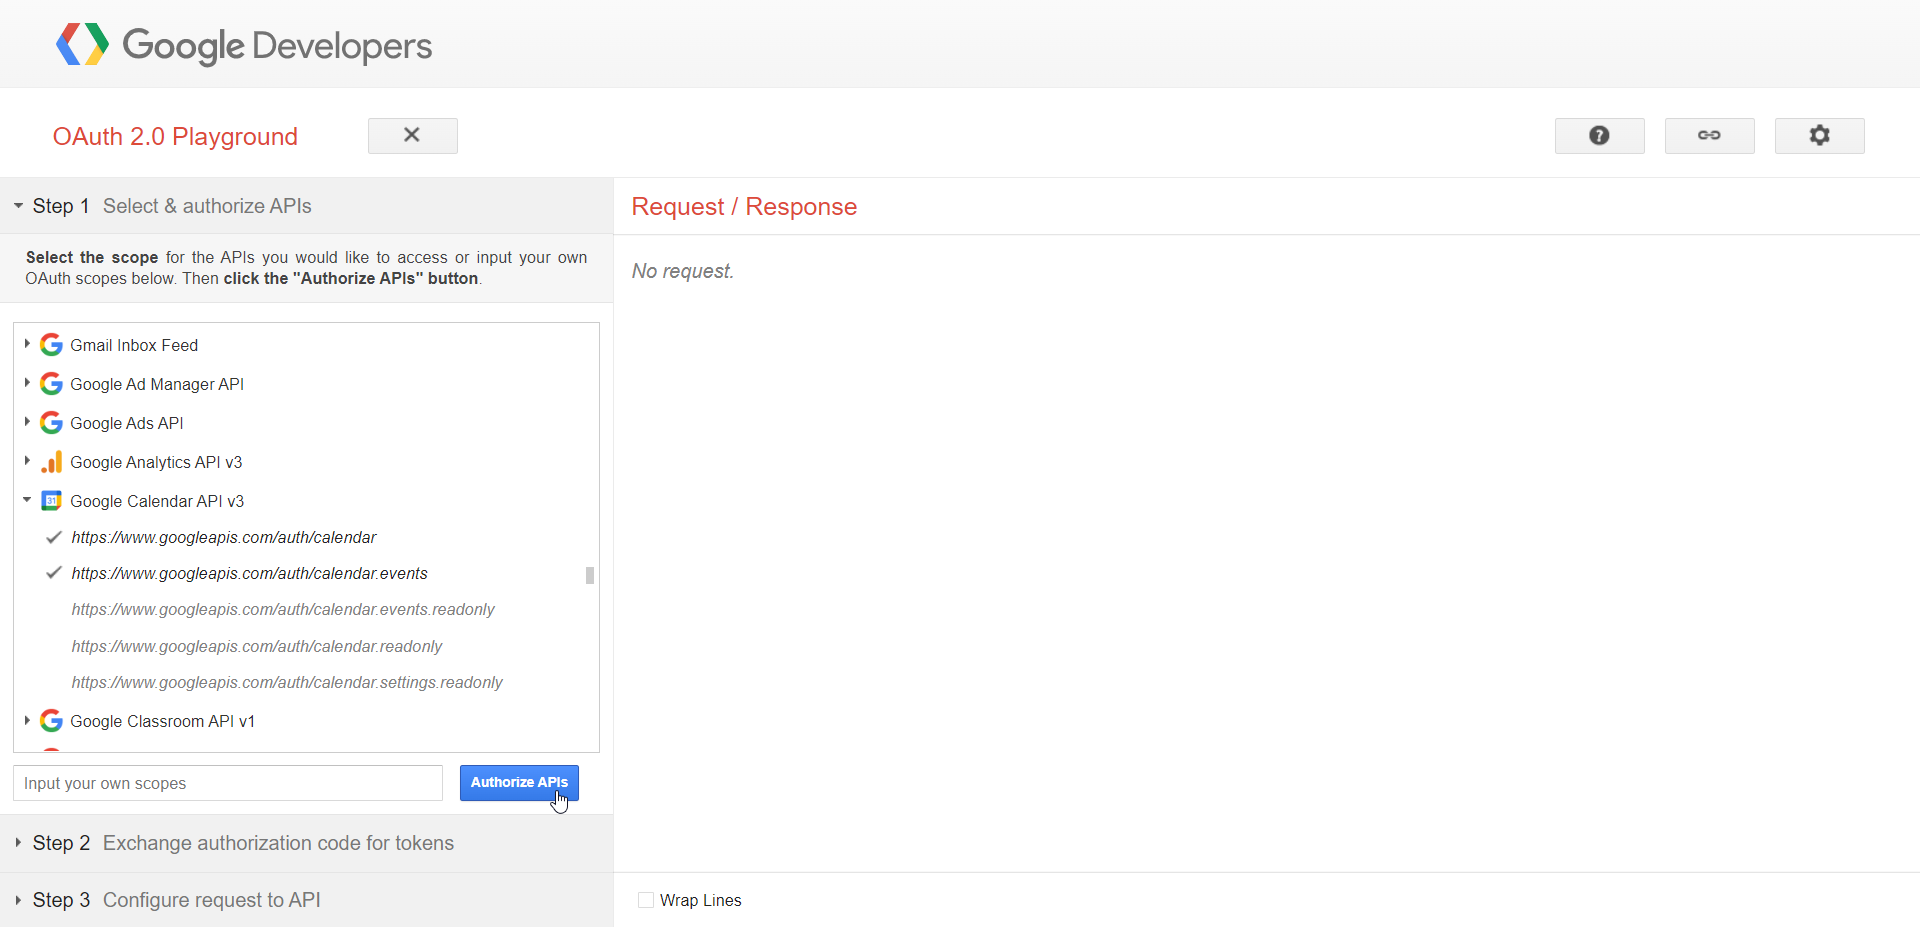 Google Developers
OAuth 2.0 Playground
Step 1 Select & authorize APIs
Select the scope for the APIs you would like to access or input your own
OAuth scopes below. Then click the "Authorize APIs" button.
Gmail Inbox Feed
Google Ad Manager API
Google Ads API
Google Analytics API v3
31 Google Calendar API v3
https://www.googleapis.com/auth/calendar
https://www.googleapis.com/auth/calendar.events
https://www.googleapis.com/auth/calendar.events.readonly
https://www.googleapis.com/auth/calendar.readonly
https://www.googleapis.com/auth/calendar.settings.readonly
Google Classroom API v1
Input your own scopes
Authorize APIs
Step 2 Exchange authorization code for tokens
Step 3 Configure request to API
Request / Response
No request.
Wrap Lines